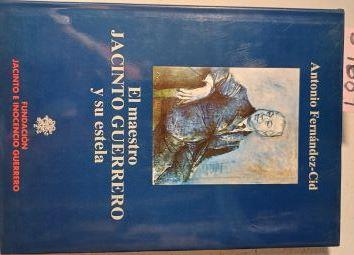 Antonio Fernández-Cid
El maestro
JACINTO GUERRERO
y su estela
FUNDACIÓN
JACINTO E INOCENCIO GUERRERO